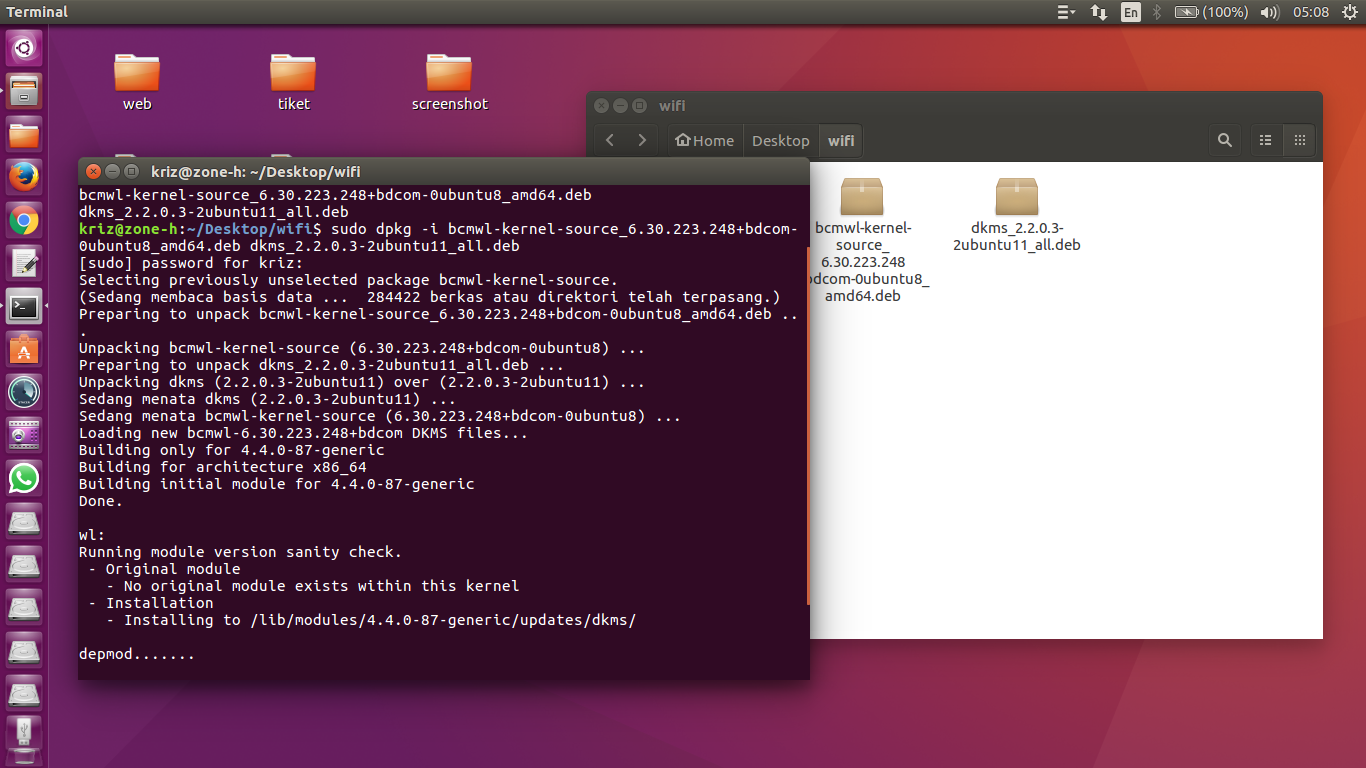 Terminal
En
(100%)
05:08
web
tiket
screenshot
wifi
Home
Desktop
wifi
bcmwl-kernel-
source_
6.30.223.248
bdcom-0ubuntu8_
amd64.deb
dkms_2.2.0.3-
2ubuntu11_all.deb
kriz@zone-h: ~/Desktop/wifi
bcmwl-kernel-source_6.30.223.248+bdcom-0ubuntu8_amd64.deb
dkms_2.2.0.3-2ubuntu11_all.deb
kriz@zone-h:~/Desktop/wifi$ sudo dpkg -i bcmwl-kernel-source_6.30.223.248+bdcom-
0ubuntu8_amd64.deb dkms_2.2.0.3-2ubuntu11_all.deb
[sudo] password for kriz:
Selecting previously unselected package bcmwl-kernel-source.
(Sedang membaca basis data ...  284422 berkas atau direktori telah terpasang.)
Preparing to unpack bcmwl-kernel-source_6.30.223.248+bdcom-0ubuntu8_amd64.deb ..
.
Unpacking bcmwl-kernel-source (6.30.223.248+bdcom-0ubuntu8) ...
Preparing to unpack dkms_2.2.0.3-2ubuntu11_all.deb ...
Unpacking dkms (2.2.0.3-2ubuntu11) over (2.2.0.3-2ubuntu11) ...
Sedang menata dkms (2.2.0.3-2ubuntu11) ...
Sedang menata bcmwl-kernel-source (6.30.223.248+bdcom-0ubuntu8) ...
Loading new bcmwl-6.30.223.248+bdcom DKMS files...
Building only for 4.4.0-87-generic
Building for architecture x86_64
Building initial module for 4.4.0-87-generic
Done.
wl:
Running module version sanity check.
 - Original module
   - No original module exists within this kernel
 - Installation
   - Installing to /lib/modules/4.4.0-87-generic/updates/dkms/
depmod.......